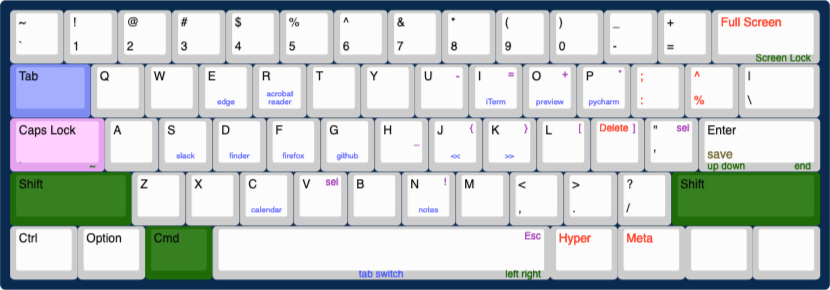 ~ ! @ # $ % ^ & * ( ) _ + Full Screen
` 1 2 3 4 5 6 7 8 9 0 - =
Screen Lock
Tab Q W E R T Y U - I = O + P * ; ^ |
edge acrobat reader iTerm preview pycharm : % \
Caps Lock A S D F G H J { K } L [ Delete ] " sel Enter
_
slack finder firefox github << >> , save
~ up down end
Shift Z X C V sel B N ! M < > ? Shift
calendar notes , . /
Ctrl Option Cmd Esc Hyper Meta
tab switch left right